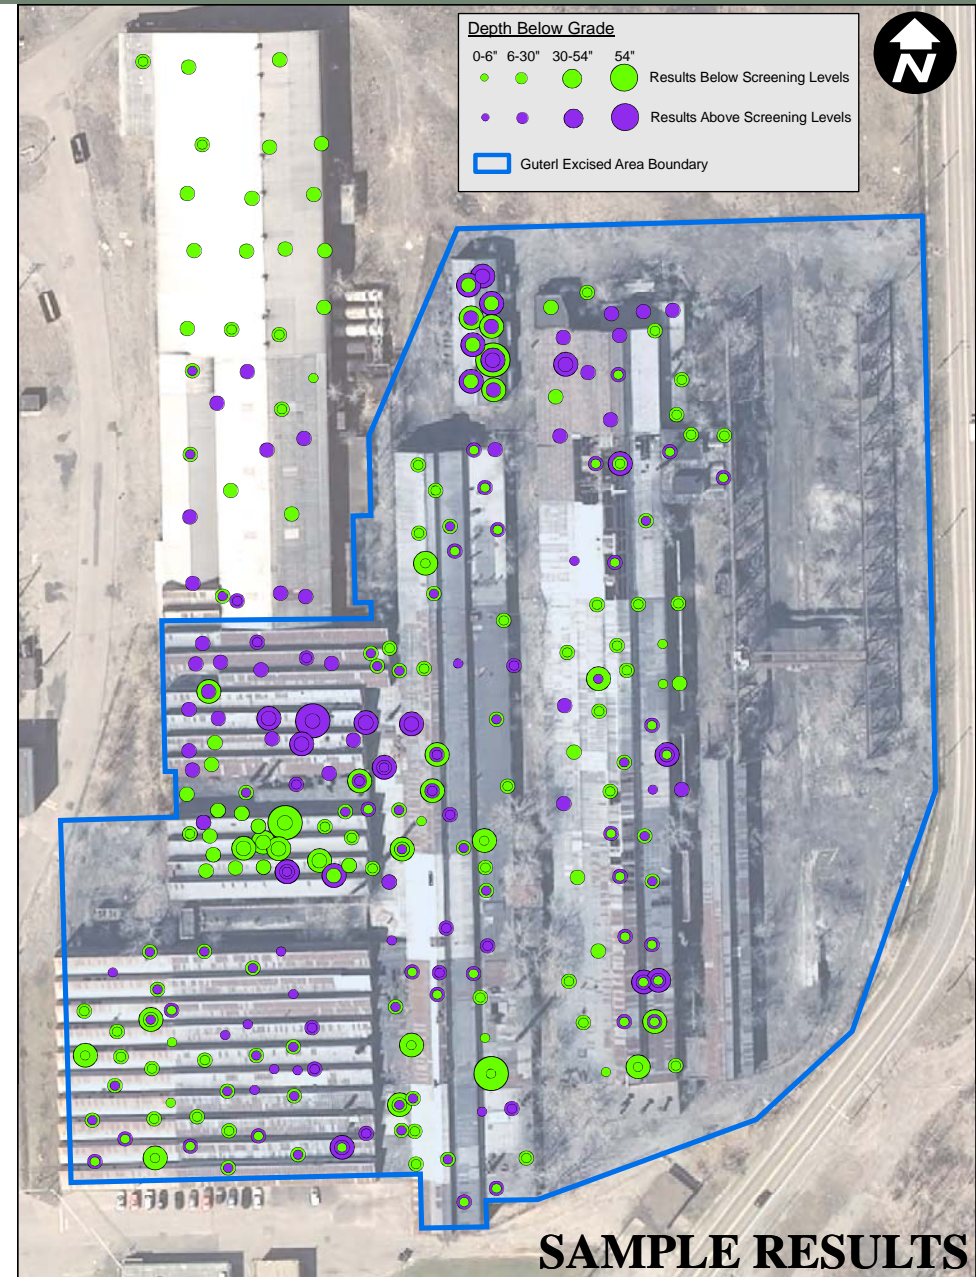 Depth Below Grade
0-6" 6-30" 30-54" 54"
Results Below Screening Levels
Results Above Screening Levels
Guterl Excised Area Boundary
N
SAMPLE RESULTS